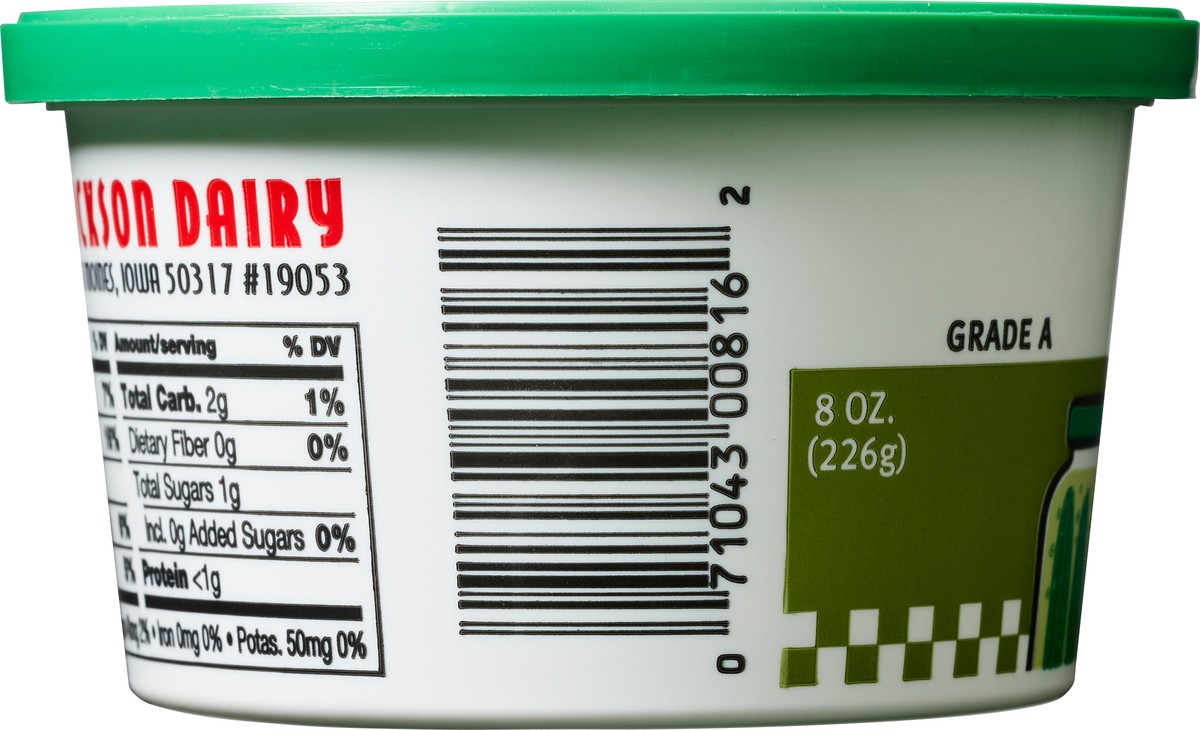 CKSON DAIRY
MOINES, IOWA 50317 #19053
% DV Amount/serving % DV
Total Carb. 2g 1%
Dietary Fiber 0g 0%
Total Sugars 1g
Incl. 0g Added Sugars 0%
Protein <1g
2% • Iron 0mg 0% • Potas. 50mg 0%
0 71043 00816 2
GRADE A
8 OZ.
(226g)